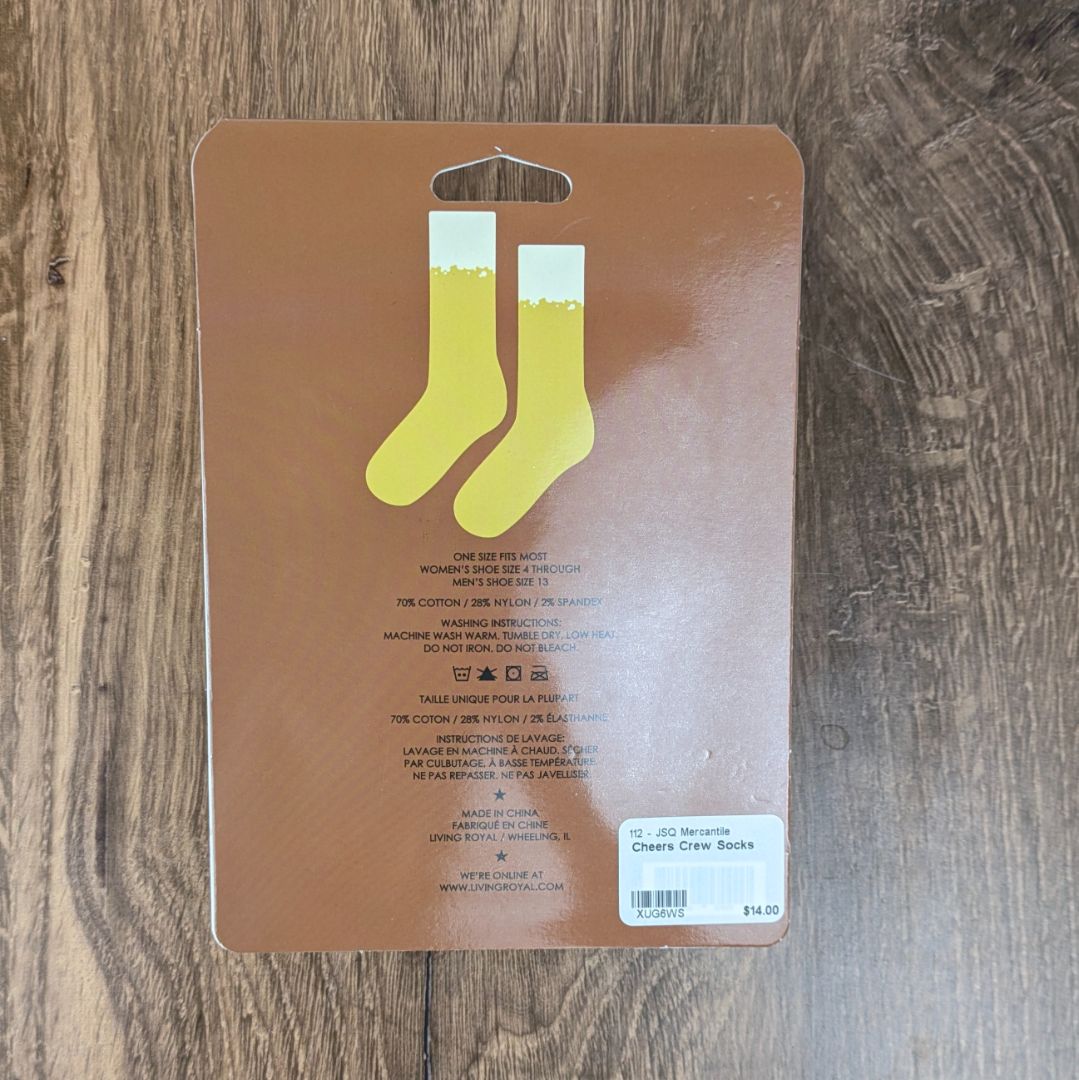 ONE SIZE FITS MOST
WOMEN'S SHOE SIZE 4 THROUGH
MEN'S SHOE SIZE 13
70% COTTON / 28% NYLON / 2% SPANDEX
WASHING INSTRUCTIONS:
MACHINE WASH WARM. TUMBLE DRY, LOW HEAT.
DO NOT IRON. DO NOT BLEACH.
TAILLE UNIQUE POUR LA PLUPART
70% COTON / 28% NYLON / 2% ÉLASTHANNE
INSTRUCTIONS DE LAVAGE:
LAVAGE EN MACHINE À CHAUD. SÉCHER
PAR CULBUTAGE, À BASSE TEMPÉRATURE.
NE PAS REPASSER. NE PAS JAVELLISER.
MADE IN CHINA
FABRIQUÉ EN CHINE
LIVING ROYAL / WHEELING, IL
WE'RE ONLINE AT
WWW.LIVINGROYAL.COM
112 - JSQ Mercantile
Cheers Crew Socks
XUG6WS $14.00